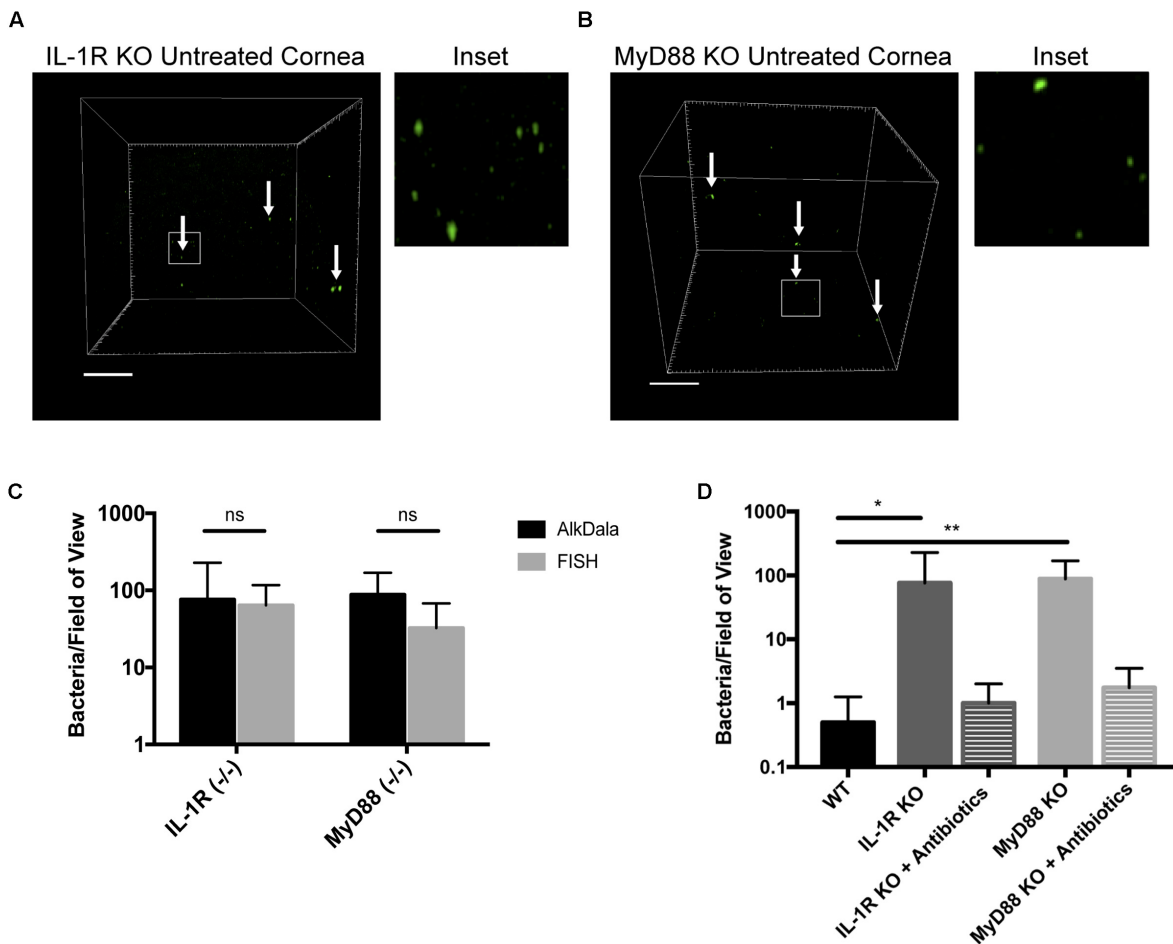 A
IL-1R KO Untreated Cornea
Inset
B
MyD88 KO Untreated Cornea
Inset
C
Bacteria/Field of View
1000
100
10
1
ns
ns
AlkDala
FISH
IL-1R (-/-)
MyD88 (-/-)
D
Bacteria/Field of View
1000
100
10
1
0.1
*
**
WT
IL-1R KO
IL-1R KO + Antibiotics
MyD88 KO
MyD88 KO + Antibiotics